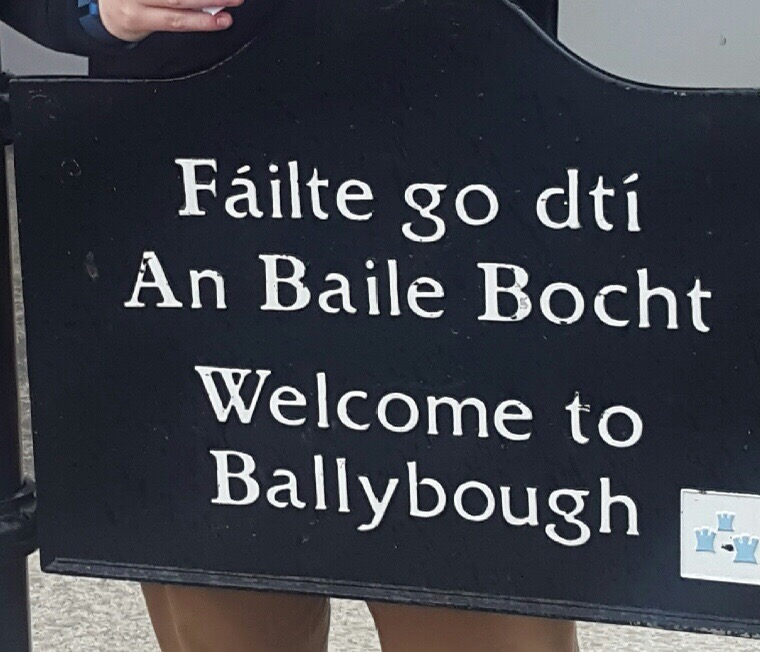 Fáilte go dtí
An Baile Bocht
Welcome to
Ballybough